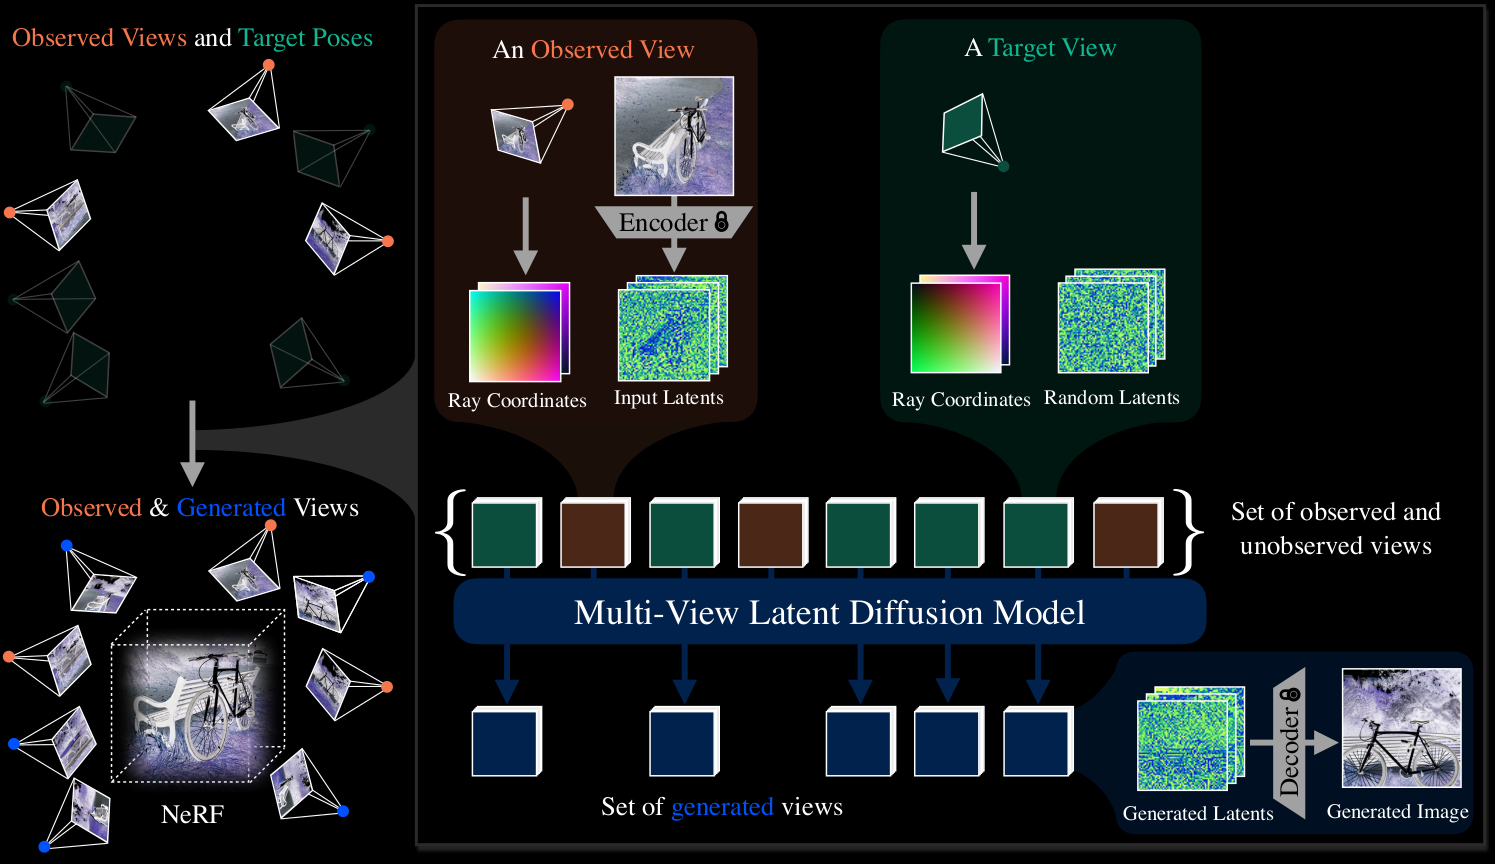 Observed Views and Target Poses
An Observed View
A Target View
Encoder
Ray Coordinates
Input Latents
Ray Coordinates
Random Latents
Observed & Generated Views
Set of observed and
unobserved views
Multi-View Latent Diffusion Model
NeRF
Set of generated views
Generated Latents
Decoder
Generated Image